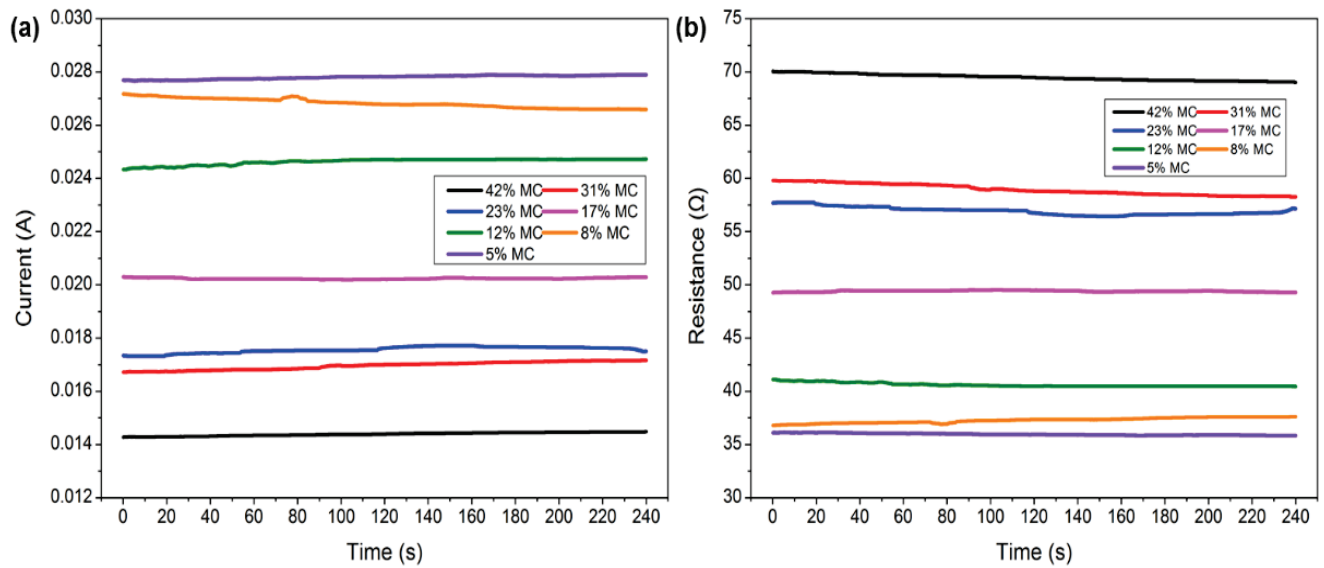 (a)
Current (A)
0.030
0.028
0.026
0.024
0.022
0.020
0.018
0.016
0.014
0.012
42% MC 31% MC
23% MC 17% MC
12% MC 8% MC
5% MC
0 20 40 60 80 100 120 140 160 180 200 220 240
Time (s)
(b)
Resistance (Ω)
75
70
65
60
55
50
45
40
35
30
42% MC 31% MC
23% MC 17% MC
12% MC 8% MC
5% MC
0 20 40 60 80 100 120 140 160 180 200 220 240
Time (s)